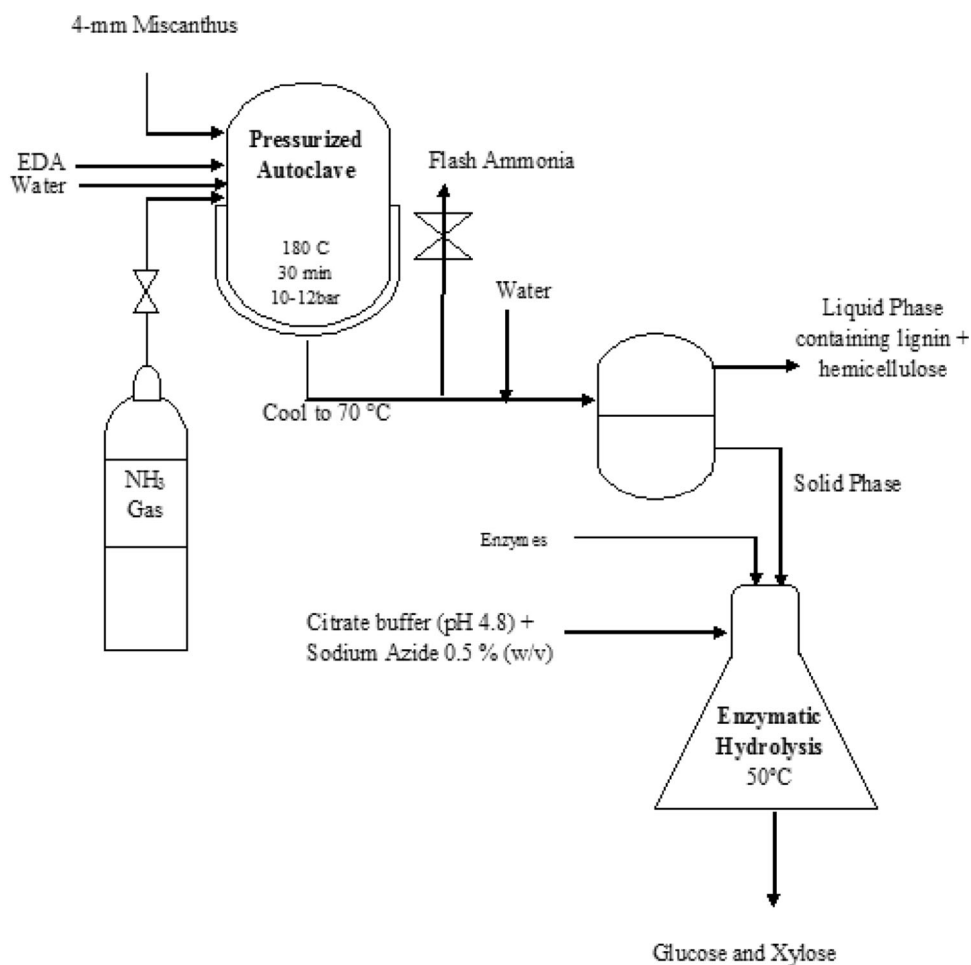 4-mm Miscanthus
EDA
Water
Pressurized
Autoclave
180 C
30 min
10-12bar
Flash Ammonia
Water
Cool to 70 °C
NH₃
Gas
Liquid Phase
containing lignin +
hemicellulose
Solid Phase
Enzymes
Citrate buffer (pH 4.8) +
Sodium Azide 0.5 % (w/v)
Enzymatic
Hydrolysis
50°C
Glucose and Xylose